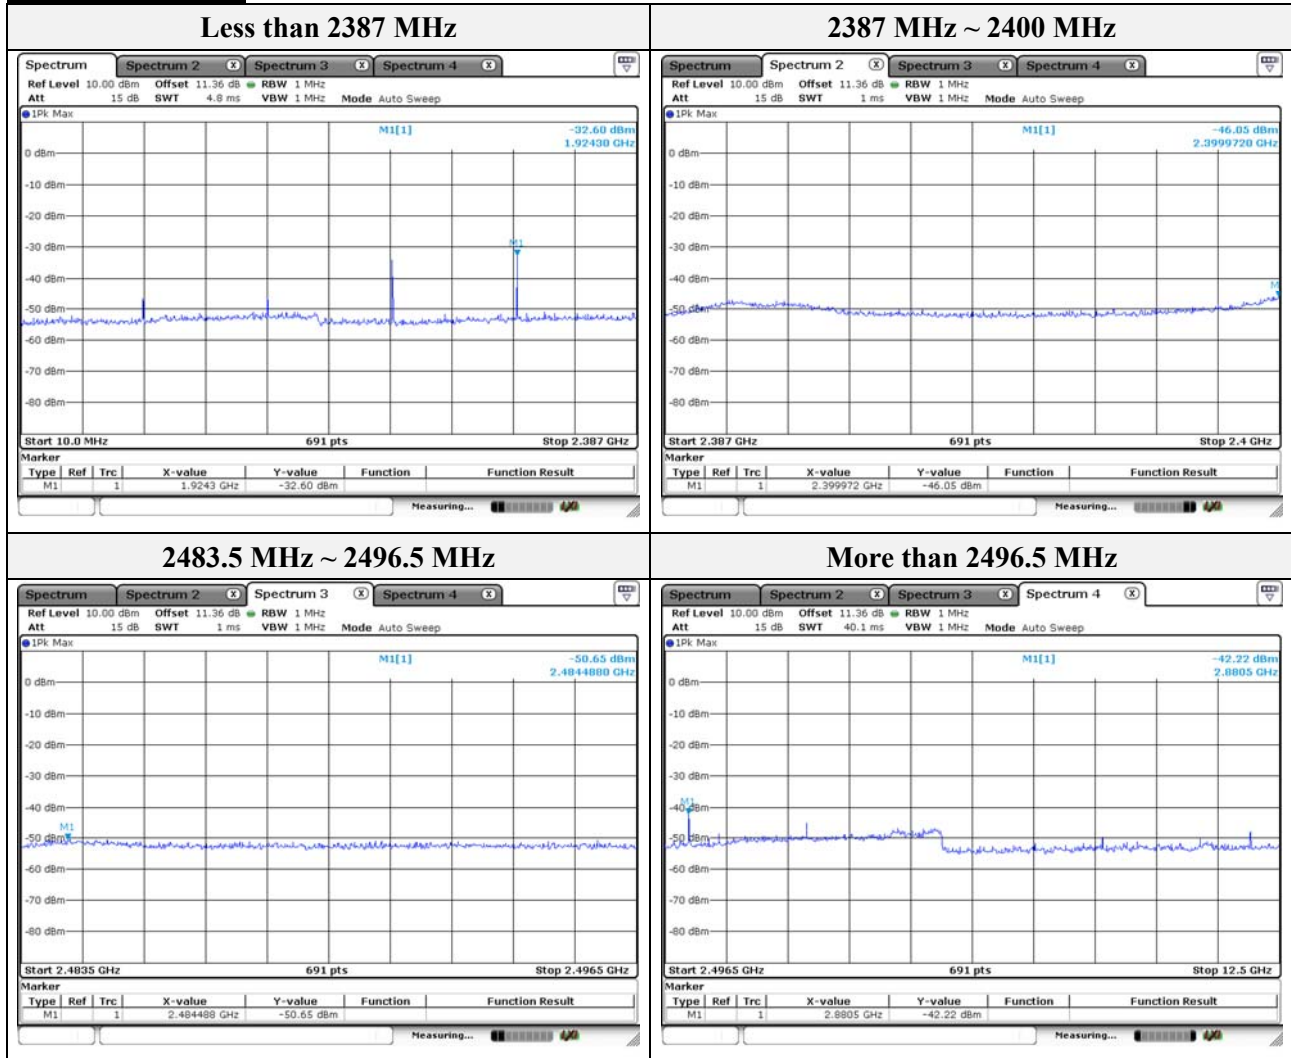 Less than 2387 MHz
Spectrum Spectrum 2 X Spectrum 3 X Spectrum 4 X
Ref Level 10.00 dBm Offset 11.36 dB RBW 1 MHz
Att 15 dB SWT 4.8 ms VBW 1 MHz Mode Auto Sweep
1Pk Max
M1[1] -32.60 dBm
1.92430 GHz
0 dBm
-10 dBm
-20 dBm
-30 dBm
M1
-40 dBm
-50 dBm
-60 dBm
-70 dBm
-80 dBm
Start 10.0 MHz 691 pts Stop 2.387 GHz
Marker
Type Ref Trc X-value Y-value Function Function Result
M1 1 1.9243 GHz -32.60 dBm
Measuring...
2387 MHz ~ 2400 MHz
Spectrum Spectrum 2 X Spectrum 3 X Spectrum 4 X
Ref Level 10.00 dBm Offset 11.36 dB RBW 1 MHz
Att 15 dB SWT 1 ms VBW 1 MHz Mode Auto Sweep
1Pk Max
M1[1] -46.05 dBm
2.3999720 GHz
0 dBm
-10 dBm
-20 dBm
-30 dBm
-40 dBm
M
-50 dBm
-60 dBm
-70 dBm
-80 dBm
Start 2.387 GHz 691 pts Stop 2.4 GHz
Marker
Type Ref Trc X-value Y-value Function Function Result
M1 1 2.399972 GHz -46.05 dBm
Measuring...
2483.5 MHz ~ 2496.5 MHz
Spectrum Spectrum 2 X Spectrum 3 X Spectrum 4 X
Ref Level 10.00 dBm Offset 11.36 dB RBW 1 MHz
Att 15 dB SWT 1 ms VBW 1 MHz Mode Auto Sweep
1Pk Max
M1[1] -50.65 dBm
2.4844880 GHz
0 dBm
-10 dBm
-20 dBm
-30 dBm
-40 dBm
M1
-50 dBm
-60 dBm
-70 dBm
-80 dBm
Start 2.4835 GHz 691 pts Stop 2.4965 GHz
Marker
Type Ref Trc X-value Y-value Function Function Result
M1 1 2.484488 GHz -50.65 dBm
Measuring...
More than 2496.5 MHz
Spectrum Spectrum 2 X Spectrum 3 X Spectrum 4 X
Ref Level 10.00 dBm Offset 11.36 dB RBW 1 MHz
Att 15 dB SWT 40.1 ms VBW 1 MHz Mode Auto Sweep
1Pk Max
M1[1] -42.22 dBm
2.8805 GHz
0 dBm
-10 dBm
-20 dBm
-30 dBm
M1
-40 dBm
-50 dBm
-60 dBm
-70 dBm
-80 dBm
Start 2.4965 GHz 691 pts Stop 12.5 GHz
Marker
Type Ref Trc X-value Y-value Function Function Result
M1 1 2.8805 GHz -42.22 dBm
Measuring...